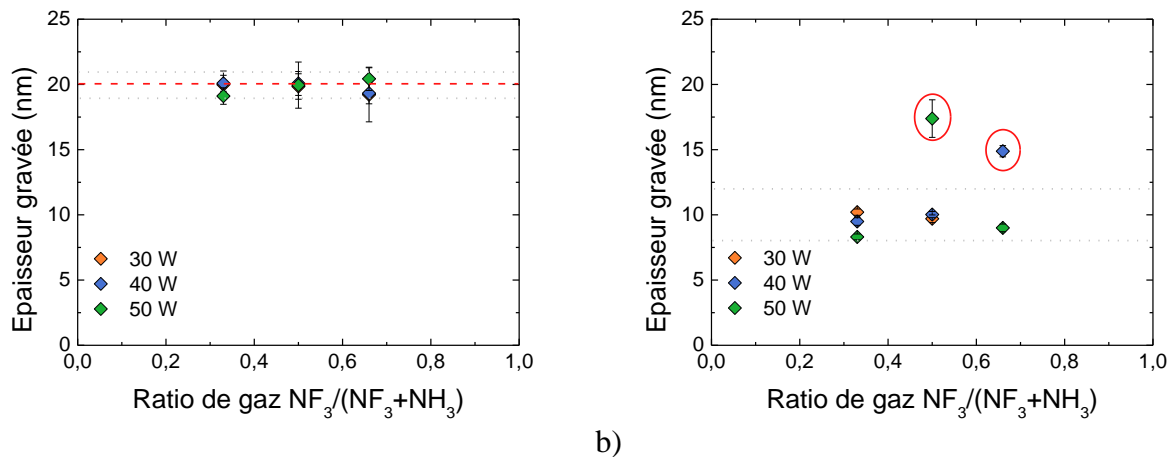 25
20
15
10
5
0
Epaisseur gravée (nm)
30 W
40 W
50 W
0,0 0,2 0,4 0,6 0,8 1,0
Ratio de gaz NF₃/(NF₃+NH₃)
25
20
15
10
5
0
Epaisseur gravée (nm)
30 W
40 W
50 W
0,0 0,2 0,4 0,6 0,8 1,0
Ratio de gaz NF₃/(NF₃+NH₃)
b)